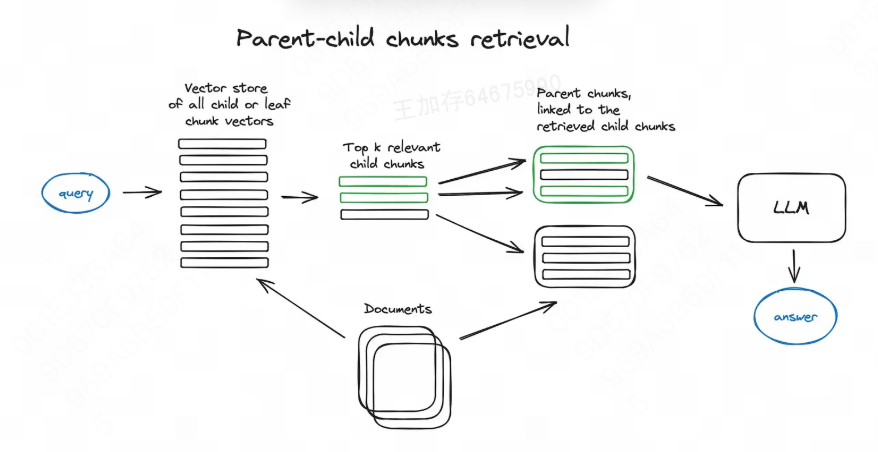 Parent-child chunks retrieval
Vector store
of all child or leaf
chunk vectors
王加存64675990
Parent chunks,
linked to the
retrieved child chunks
Top k relevant
child chunks
query
LLM
Documents
answer